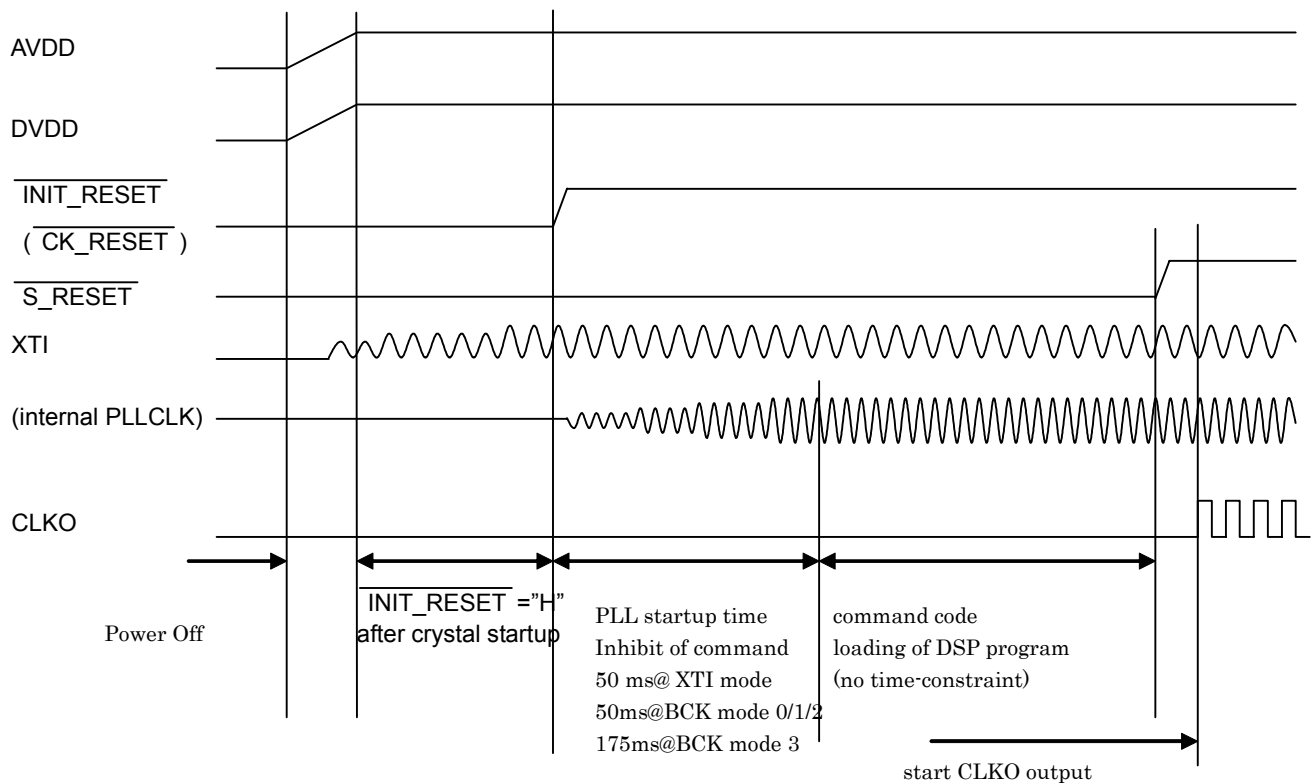 AVDD
DVDD
INIT_RESET
( CK_RESET )
S_RESET
XTI
(internal PLLCLK)
CLKO
Power Off
INIT_RESET ="H"
after crystal startup
PLL startup time
Inhibit of command
50 ms@ XTI mode
50ms@BCK mode 0/1/2
175ms@BCK mode 3
command code
loading of DSP program
(no time-constraint)
start CLKO output